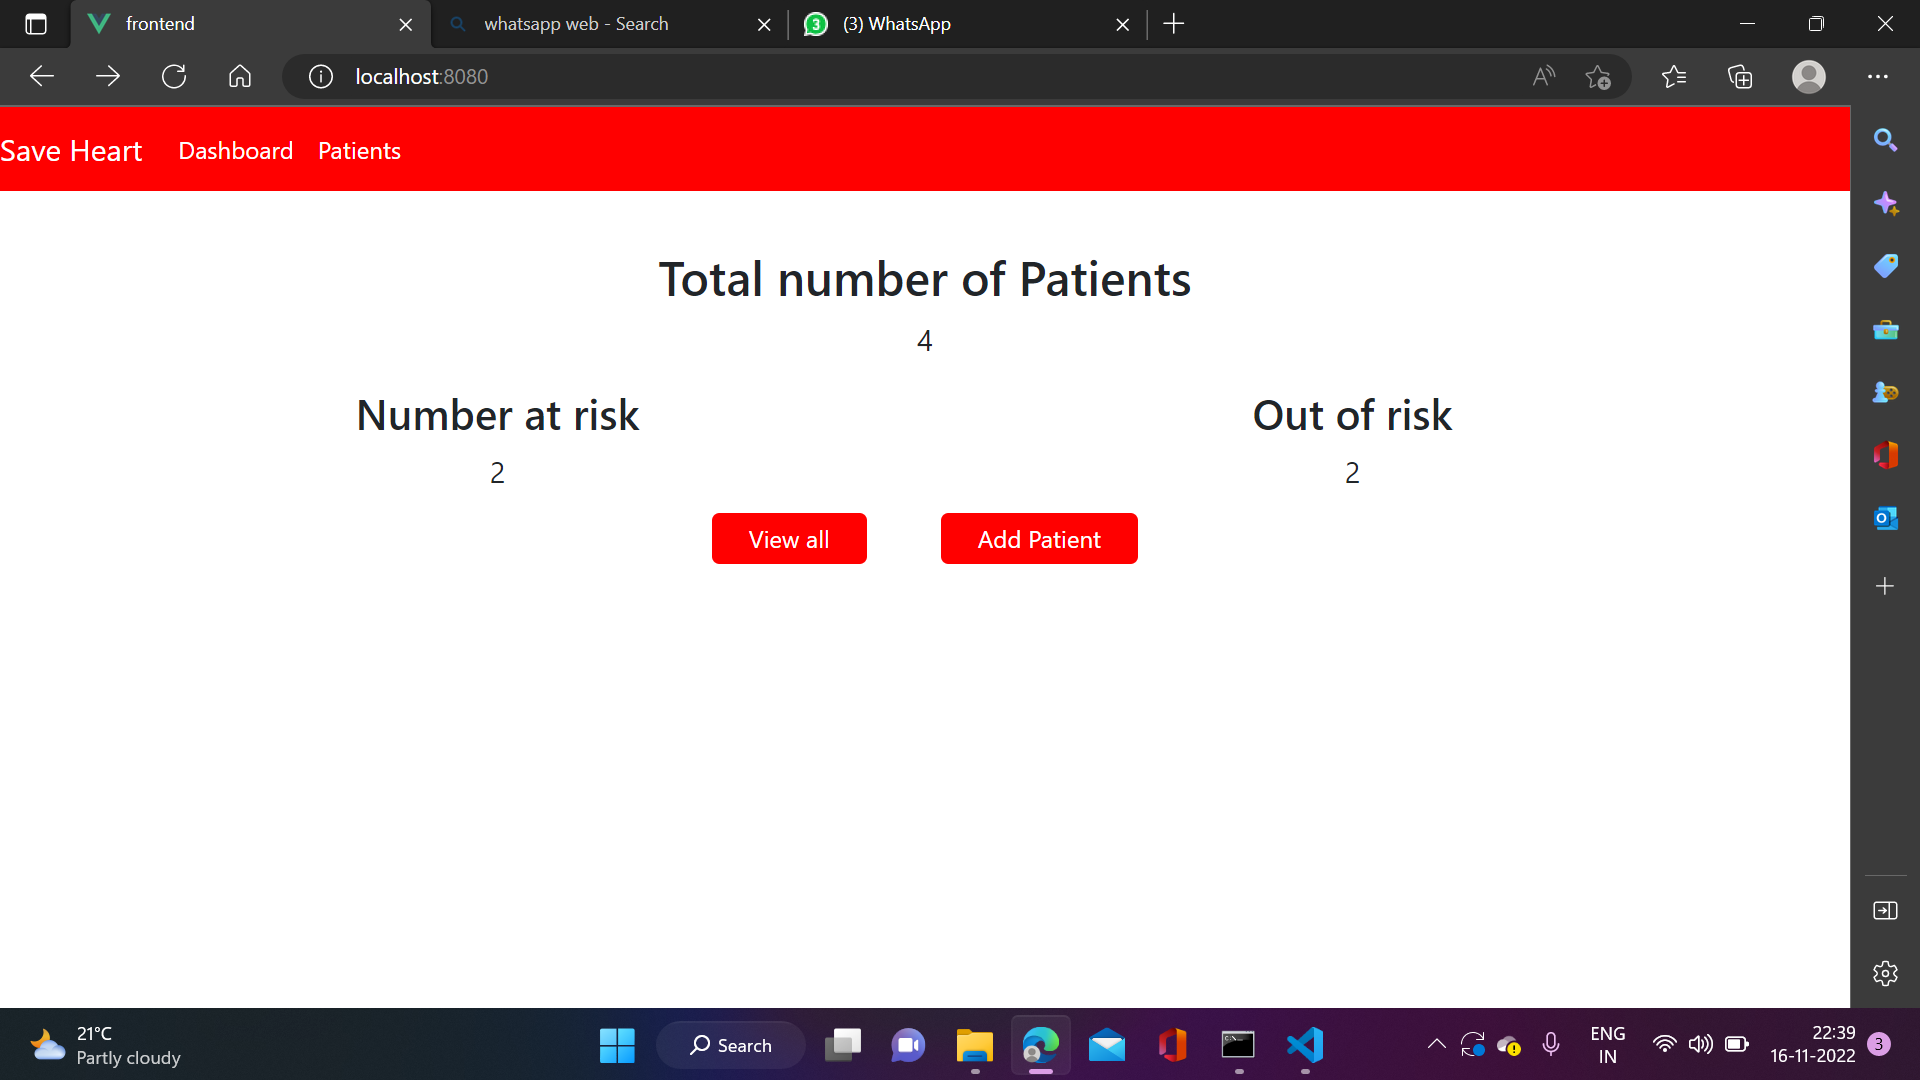 frontend
whatsapp web - Search
3
(3) WhatsApp
localhost:8080
Save Heart
Dashboard
Patients
Total number of Patients
4
Number at risk
Out of risk
2
2
View all
Add Patient
21°C
Partly cloudy
Search
ENG
IN
22:39
16-11-2022
3